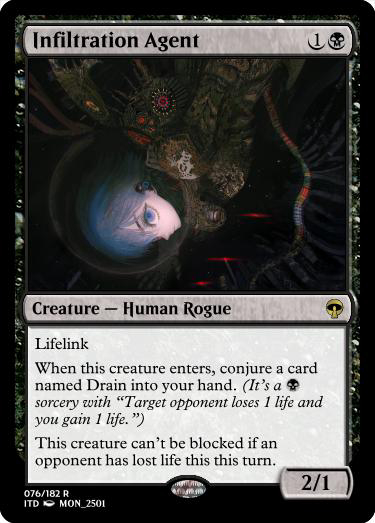 Infiltration Agent 1
Creature — Human Rogue
Lifelink
When this creature enters, conjure a card
named Drain into your hand. (It's a
sorcery with “Target opponent loses 1 life and
you gain 1 life.”)
This creature can't be blocked if an
opponent has lost life this this turn.
2/1
076/182 R
ITD MON_2501